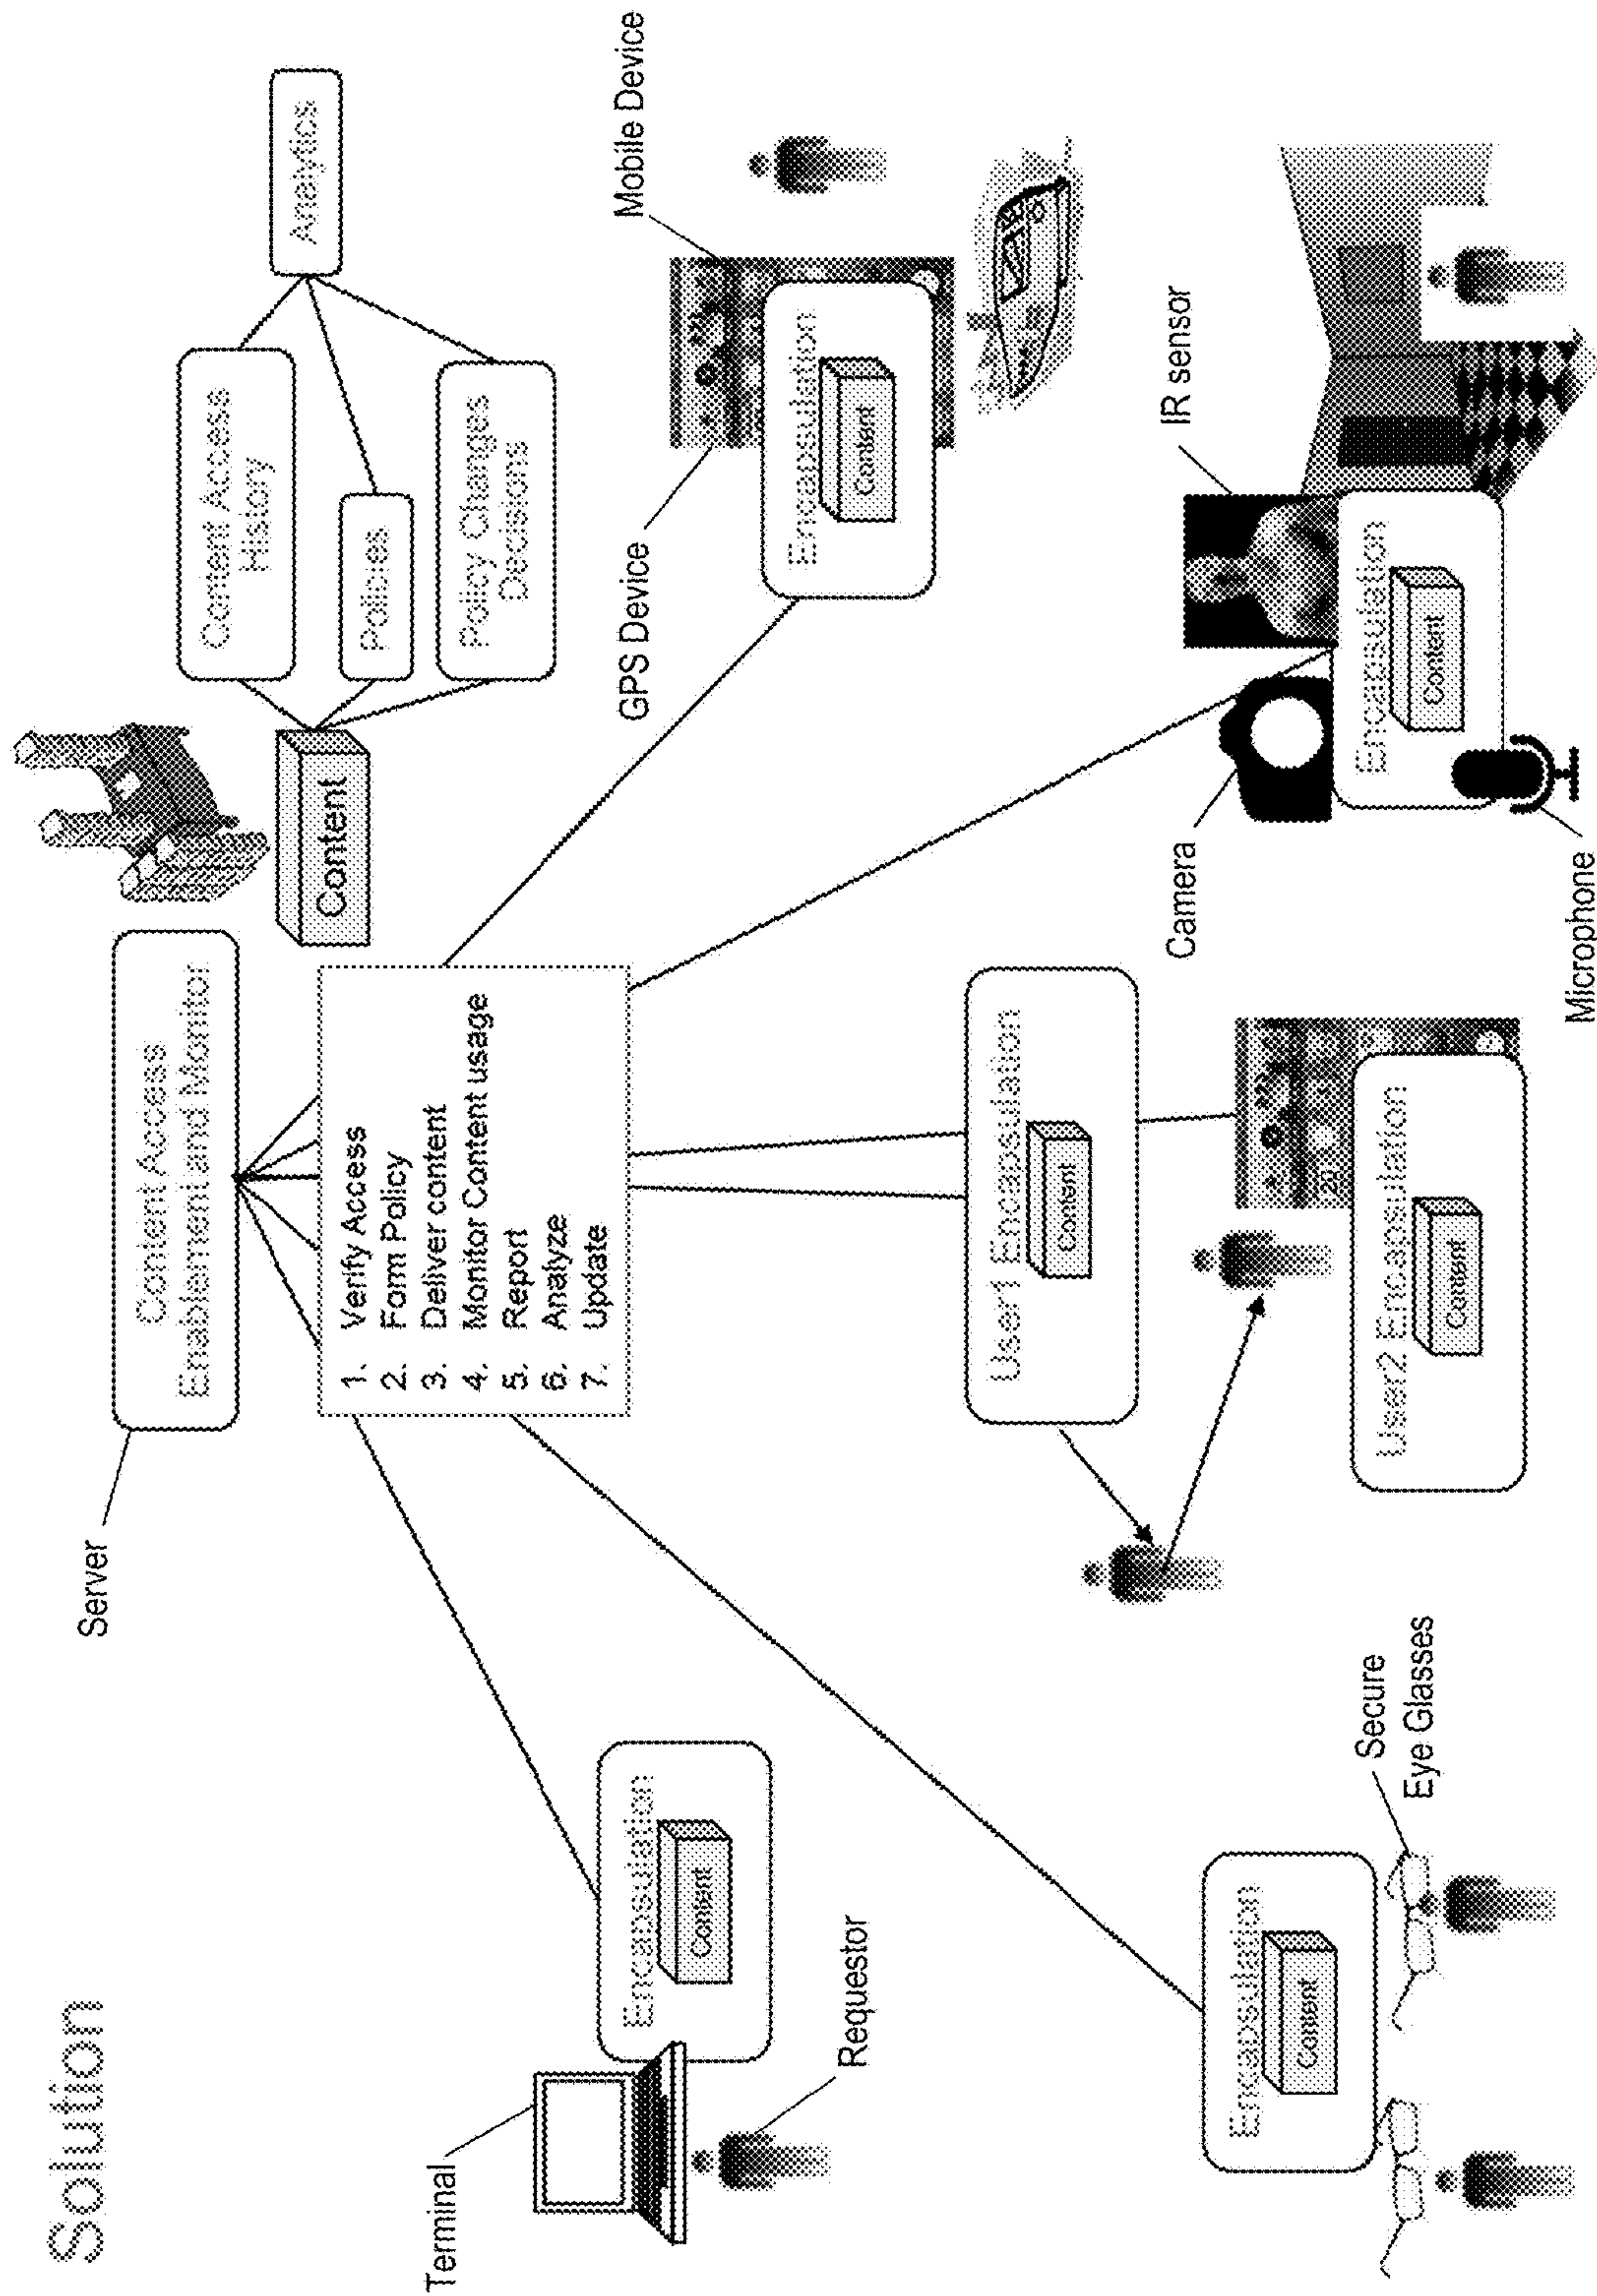 Solution
Server
Content Access
Enablement and Monitor
Content
Content Access
History
Policies
Policy Changes
Decisions
Analytics
1. Verify Access
2. Form Policy
3. Deliver content
4. Monitor Content usage
5. Report
6. Analyze
7. Update
Terminal
Requestor
Encapsulation
Content
GPS Device
Mobile Device
Encapsulation
Content
Encapsulation
Content
Secure
Eye Glasses
User1 Encapsulation
Content
User2 Encapsulation
Content
Camera
IR sensor
Encapsulation
Content
Microphone